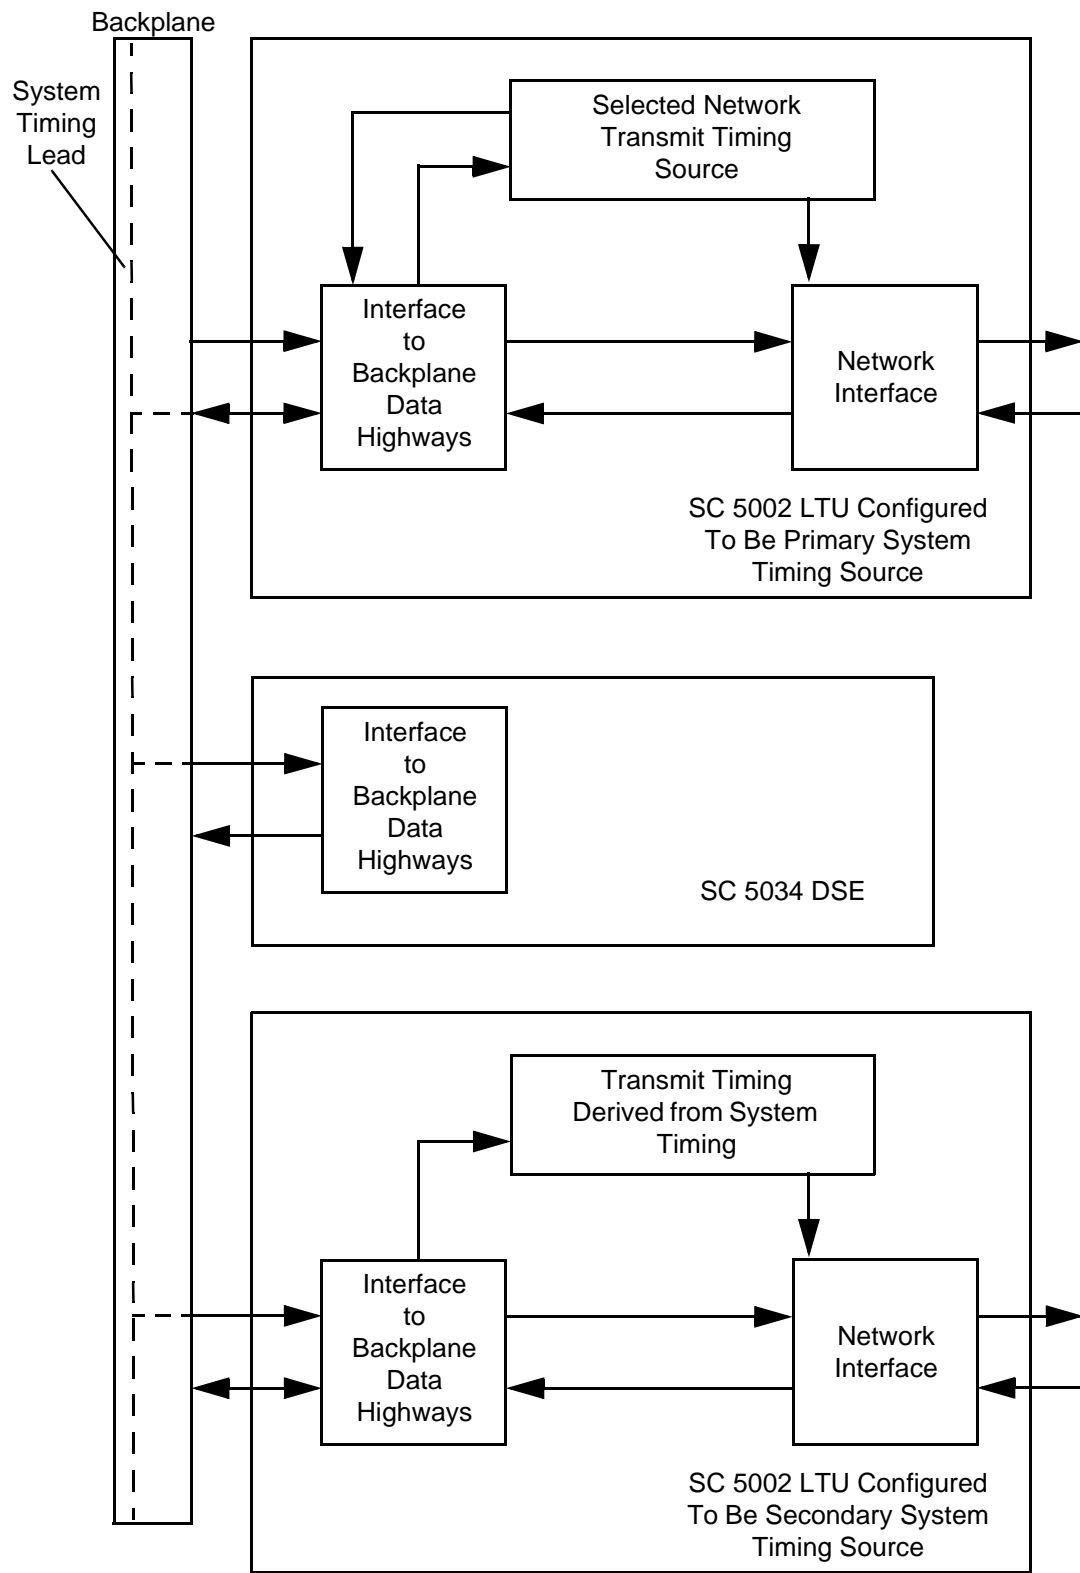 Backplane
System
Timing
Lead
Selected Network
Transmit Timing
Source
Interface
to
Backplane
Data
Highways
Network
Interface
SC 5002 LTU Configured
To Be Primary System
Timing Source
Interface
to
Backplane
Data
Highways
SC 5034 DSE
Transmit Timing
Derived from System
Timing
Interface
to
Backplane
Data
Highways
Network
Interface
SC 5002 LTU Configured
To Be Secondary System
Timing Source